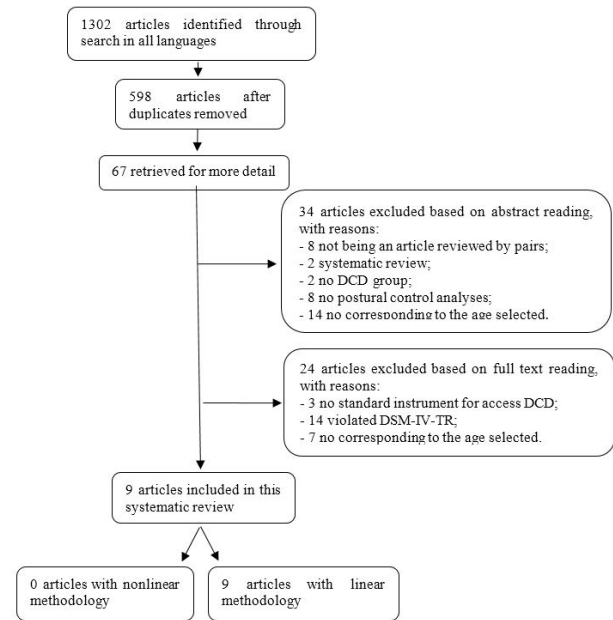 1302 articles identified through
search in all languages
598 articles after
duplicates removed
67 retrieved for more detail
34 articles excluded based on abstract reading,
with reasons:
- 8 not being an article reviewed by pairs;
- 2 systematic review;
- 2 no DCD group;
- 8 no postural control analyses;
- 14 no corresponding to the age selected.
24 articles excluded based on full text reading,
with reasons:
- 3 no standard instrument for access DCD;
- 14 violated DSM-IV-TR;
- 7 no corresponding to the age selected.
9 articles included in this
systematic review
0 articles with nonlinear
methodology
9 articles with linear
methodology